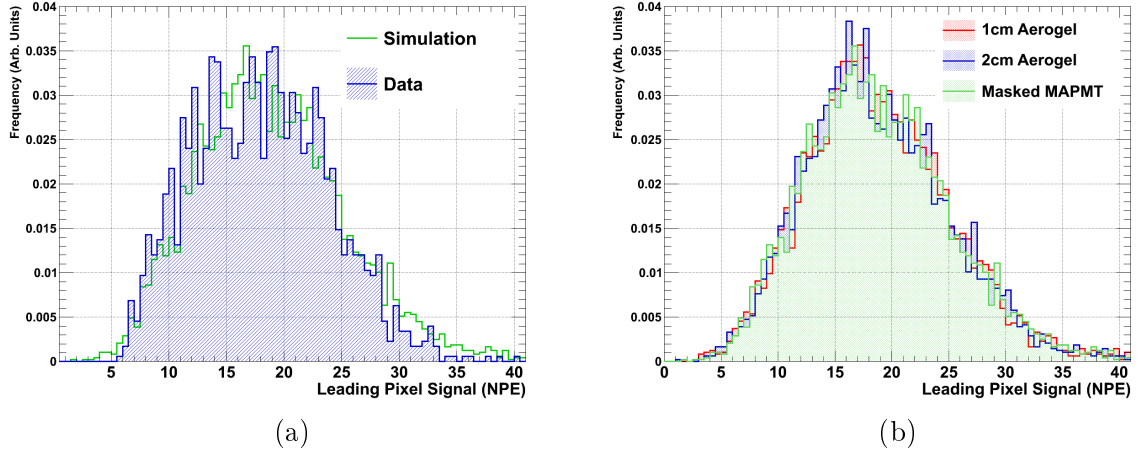 Frequency (Arb. Units)
0.04
0.035
0.03
0.025
0.02
0.015
0.01
0.005
0
Simulation
Data
5 10 15 20 25 30 35 40
Leading Pixel Signal (NPE)
(a)
Frequency (Arb. Units)
0.04
0.035
0.03
0.025
0.02
0.015
0.01
0.005
0
1cm Aerogel
2cm Aerogel
Masked MAPMT
0 5 10 15 20 25 30 35 40
Leading Pixel Signal (NPE)
(b)